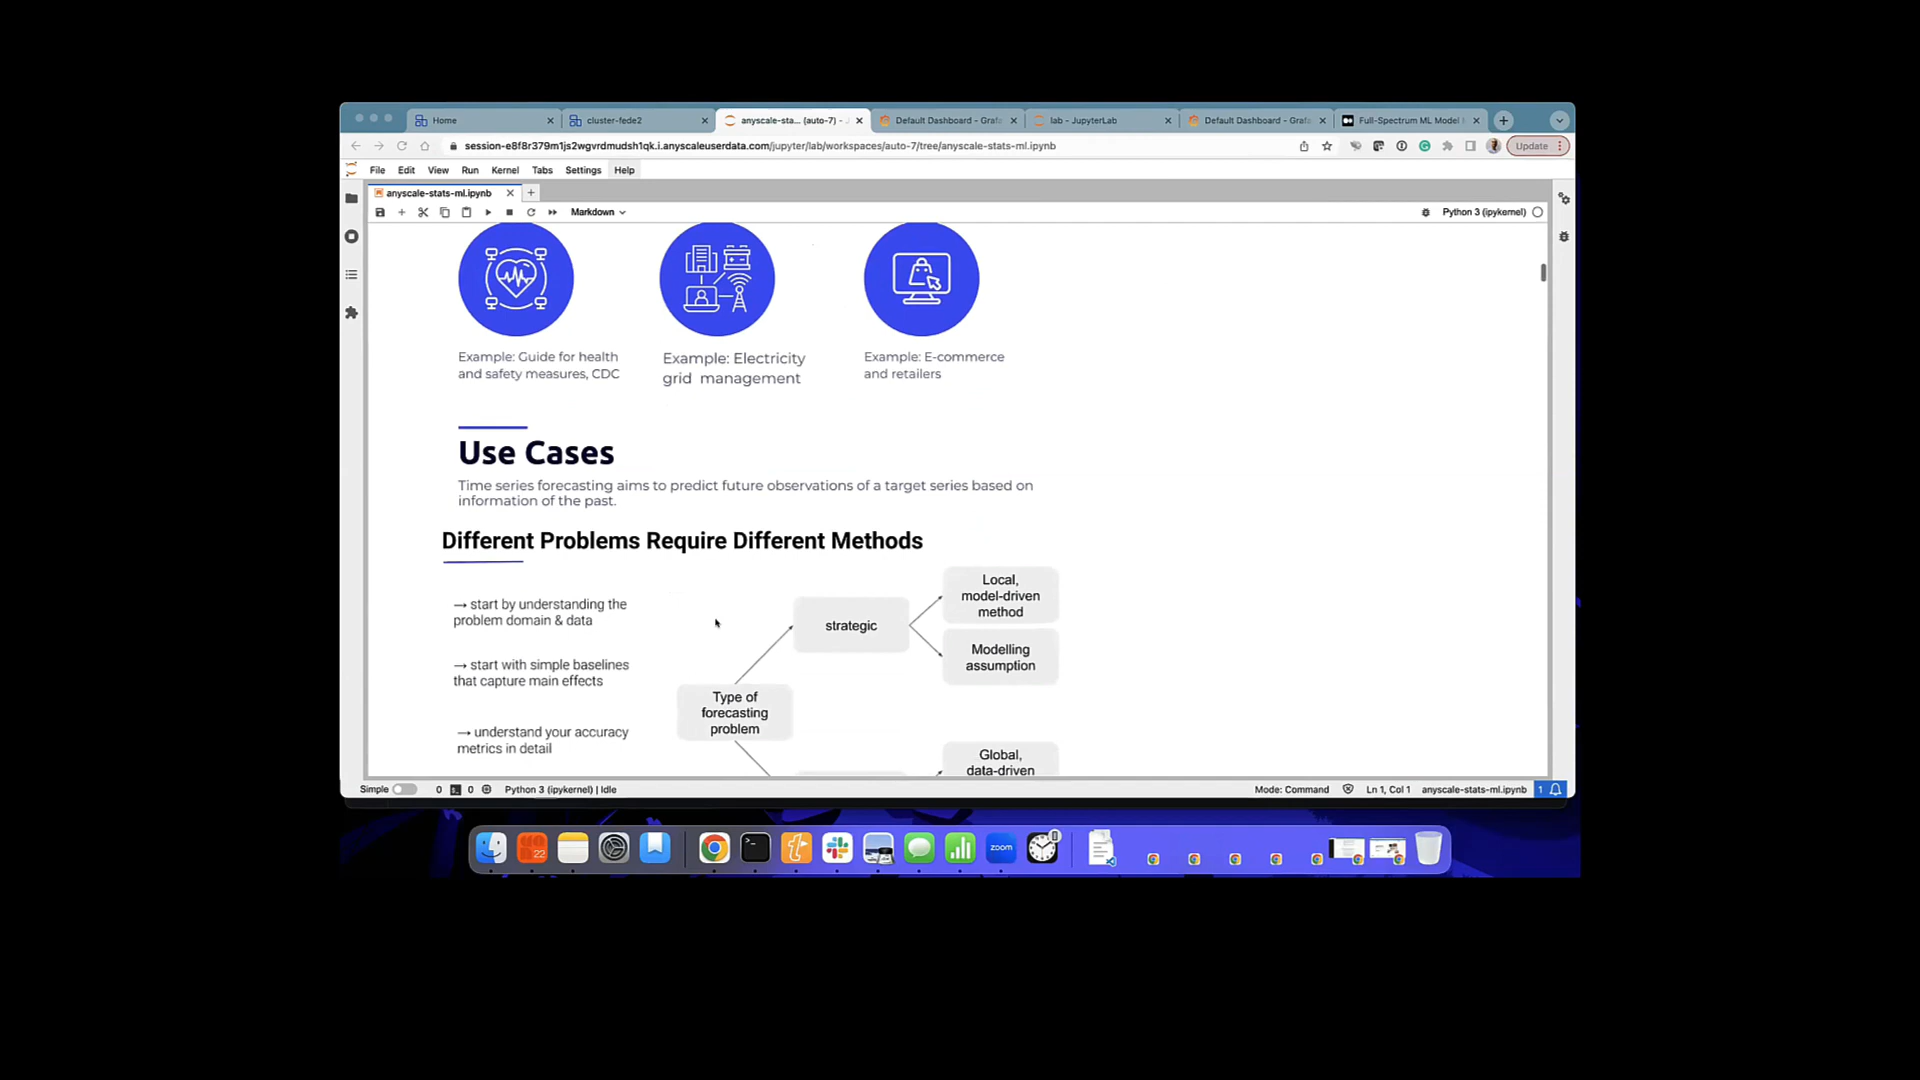 Home
cluster-fede2
anyscale-sta... (auto-7) -
Default Dashboard - Grafa
lab - JupyterLab
Default Dashboard - Grafa
Full-Spectrum ML Model
session-e8f8r379m1js2wgvrdmudsh1qk.i.anyscaleuserdata.com/jupyter/lab/workspaces/auto-7/tree/anyscale-stats-ml.ipynb
Update
File Edit View Run Kernel Tabs Settings Help
anyscale-stats-ml.ipynb
Markdown
Python 3 (ipykernel)
Example: Guide for health
and safety measures, CDC
Example: Electricity
grid management
Example: E-commerce
and retailers
Use Cases
Time series forecasting aims to predict future observations of a target series based on
information of the past.
Different Problems Require Different Methods
→ start by understanding the
problem domain & data
→ start with simple baselines
that capture main effects
→ understand your accuracy
metrics in detail
Type of
forecasting
problem
strategic
Local,
model-driven
method
Modelling
assumption
Global,
data-driven
Simple
0
0
Python 3 (ipykernel) | Idle
Mode: Command
Ln 1, Col 1
anyscale-stats-ml.ipynb
1
22
zoom